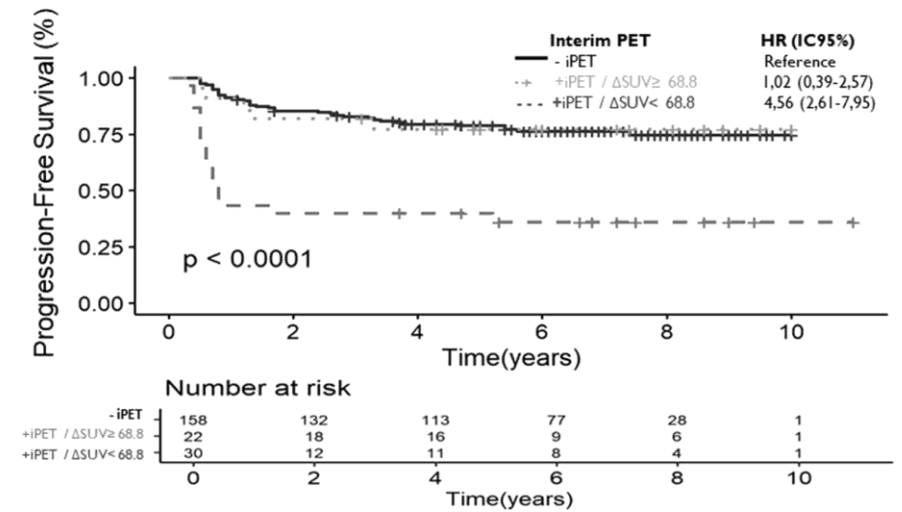 Interim PET HR (IC95%)
- iPET Reference
+iPET / ΔSUV≥ 68.8 1,02 (0,39-2,57)
+iPET / ΔSUV< 68.8 4,56 (2,61-7,95)
Progression-Free Survival (%)
1.00
0.75
0.50
0.25
0.00
p < 0.0001
0 2 4 6 8 10
Time(years)
Number at risk
- iPET 158 132 113 77 28 1
+iPET / ΔSUV≥ 68.8 22 18 16 9 6 1
+iPET / ΔSUV< 68.8 30 12 11 8 4 1
0 2 4 6 8 10
Time(years)